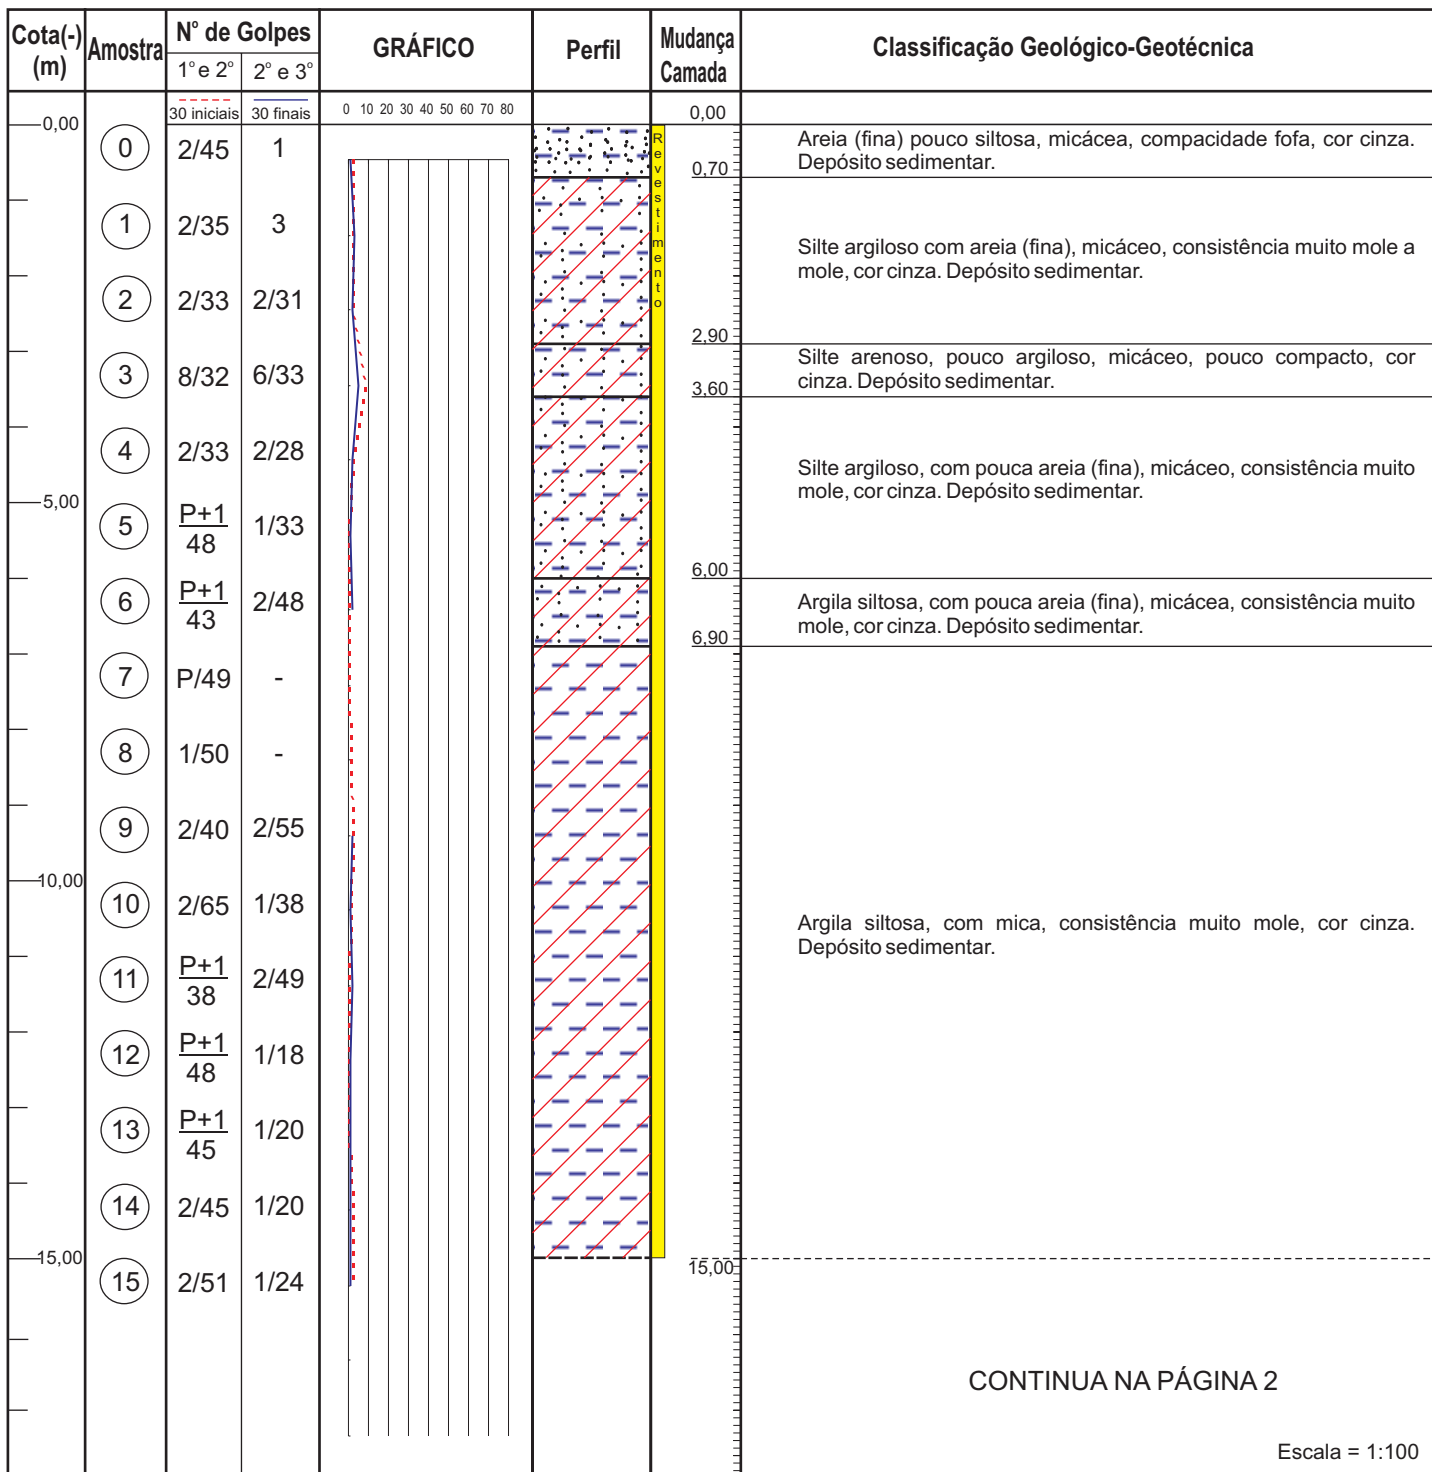 Cota(-) (m) Amostra N° de Golpes GRÁFICO Perfil Mudança Camada Classificação Geológico-Geotécnica
1° e 2° 2° e 3°
30 iniciais 30 finais 0 10 20 30 40 50 60 70 80 0,00
0,00
Revestimento
0 2/45 1
Areia (fina) pouco siltosa, micácea, compacidade fofa, cor cinza.
Depósito sedimentar.
0,70
1 2/35 3
Silte argiloso com areia (fina), micáceo, consistência muito mole a
mole, cor cinza. Depósito sedimentar.
2 2/33 2/31
2,90
Silte arenoso, pouco argiloso, micáceo, pouco compacto, cor
cinza. Depósito sedimentar.
3 8/32 6/33
3,60
4 2/33 2/28
Silte argiloso, com pouca areia (fina), micáceo, consistência muito
mole, cor cinza. Depósito sedimentar.
5,00
5 P+1/48 1/33
6,00
6 P+1/43 2/48
Argila siltosa, com pouca areia (fina), micácea, consistência muito
mole, cor cinza. Depósito sedimentar.
6,90
7 P/49 -
8 1/50 -
9 2/40 2/55
10,00
10 2/65 1/38
Argila siltosa, com mica, consistência muito mole, cor cinza.
Depósito sedimentar.
11 P+1/38 2/49
12 P+1/48 1/18
13 P+1/45 1/20
14 2/45 1/20
15,00
15,00
15 2/51 1/24
CONTINUA NA PÁGINA 2
Escala = 1:100